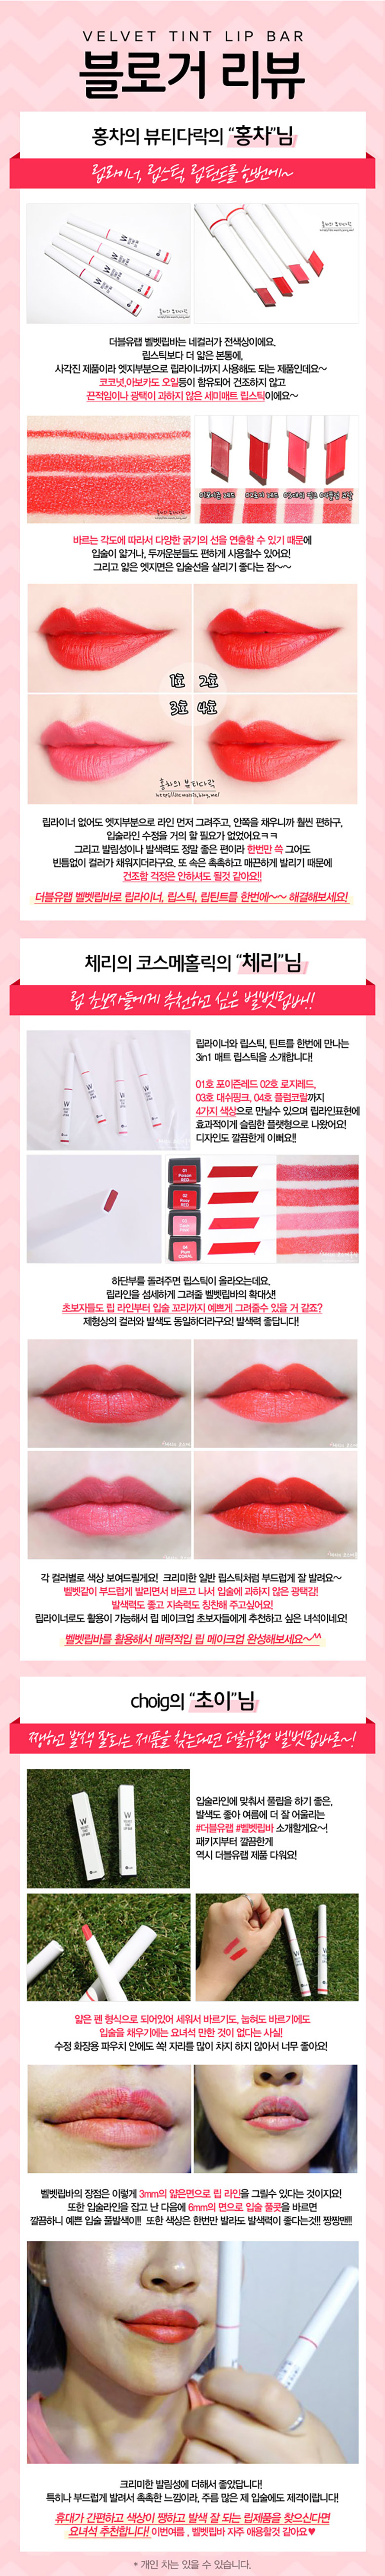 VELVET TINT LIP BAR
블로거 리뷰
홍차의 뷰티다락의 "홍차"님
립라이너, 립스틱, 립틴트를 한번에~
더블유랩 벨벳립바는 네컬러가 전색상이에요.
립스틱보다 더 얇은 본통에,
사각진 제품이라 엣지부분으로 립라이너까지 사용해도 되는 제품인데요~
코코넛,아보카도 오일등이 함유되어 건조하지 않고
끈적임이나 광택이 과하지 않은 세미매트 립스틱이에요~
바르는 각도에 따라서 다양한 굵기의 선을 연출할 수 있기 때문에
입술이 얇거나, 두꺼운분들도 편하게 사용할수 있어요!
그리고 얇은 엣지면은 입술선을 살리기 좋다는 점~~
1호 2호
3호 4호
홍차의 뷰티다락
립라이너 없어도 엣지부분으로 라인 먼저 그려주고, 안쪽을 채우니까 훨씬 편하구,
입술라인 수정을 거의 할 필요가 없었어요ㅋㅋ
그리고 발림성이나 발색력도 정말 좋은 편이라 한번만 쓱 그어도
빈틈없이 컬러가 채워지더라구요. 또 속은 촉촉하고 매끈하게 발리기 때문에
건조함 걱정은 안하셔도 될것 같아요!!
더블유랩 벨벳립바로 립라이너, 립스틱, 립틴트를 한번에~~ 해결해보세요!
체리의 코스메홀릭의 "체리"님
립 초보자들에게 추천하고 싶은 벨벳립바!!
립라이너와 립스틱, 틴트를 한번에 만나는
3in1 매트 립스틱을 소개합니다!
01호 포이즌레드 02호 로지레드,
03호 대쉬핑크, 04호 플럼코랄까지
4가지 색상으로 만날수 있으며 립라인표현에
효과적이게 슬림한 플랫형으로 나왔어요!
디자인도 깔끔한게 이뻐요!!
01
Poison
RED
02
Rosy
RED
03
04
Plum
CORAL
하단부를 돌려주면 립스틱이 올라오는데요.
립라인을 섬세하게 그려줄 벨벳립바의 확대샷!
초보자들도 립 라인부터 입술 꼬리까지 예쁘게 그려줄수 있을 거 같죠?
제형상의 컬러와 발색도 동일하더라구요! 발색력 좋답니다!
각 컬러별로 색상 보여드릴게요! 크리미한 일반 립스틱처럼 부드럽게 잘 발려요~
벨벳같이 부드럽게 발리면서 바르고 나서 입술에 과하지 않은 광택감!
발색력도 좋고 지속력도 칭찬해 주고싶어요!
립라이너로도 활용이 가능해서 립 메이크업 초보자들에게 추천하고 싶은 녀석이네요!
벨벳립바를 활용해서 매력적입 립 메이크업 완성해보세요~^^
choig의 "초이"님
쨍하고 발색 잘되는 제품을 찾는다면 더블유랩 벨벳립바로~!
입술라인에 맞춰서 풀립을 하기 좋은,
발색도 좋아 여름에 더 잘 어울리는
#더블유랩 #벨벳립바 소개할게요~!
패키지부터 깔끔한게
역시 더블유랩 제품 다워요!
얇은 펜 형식으로 되어있어 세워서 바르기도, 눕혀도 바르기에도
입술을 채우기에는 요녀석 만한 것이 없다는 사실!
수정 화장용 파우치 안에도 쏙! 자리를 많이 차지 하지 않아서 너무 좋아요!
벨벳립바의 장점은 이렇게 3mm의 얇은면으로 립 라인을 그릴수 있다는 것이지요!
또한 입술라인을 잡고 난 다음에 6mm의 면으로 입술 풀컷을 바르면
깔끔하니 예쁜 입술 풀발색이!! 또한 색상은 한번만 발라도 발색력이 좋다는것!! 짱짱맨!!
크리미한 발림성에 더해서 좋았답니다!
특히나 부드럽게 발려서 촉촉한 느낌이라, 주름 많은 제 입술에도 제격이랍니다!
휴대가 간편하고 색상이 쨍하고 발색 잘 되는 립제품을 찾으신다면
요녀석 추천합니다! 이번여름 , 벨벳립바 자주 애용할것 같아요♥
* 개인 차는 있을 수 있습니다.